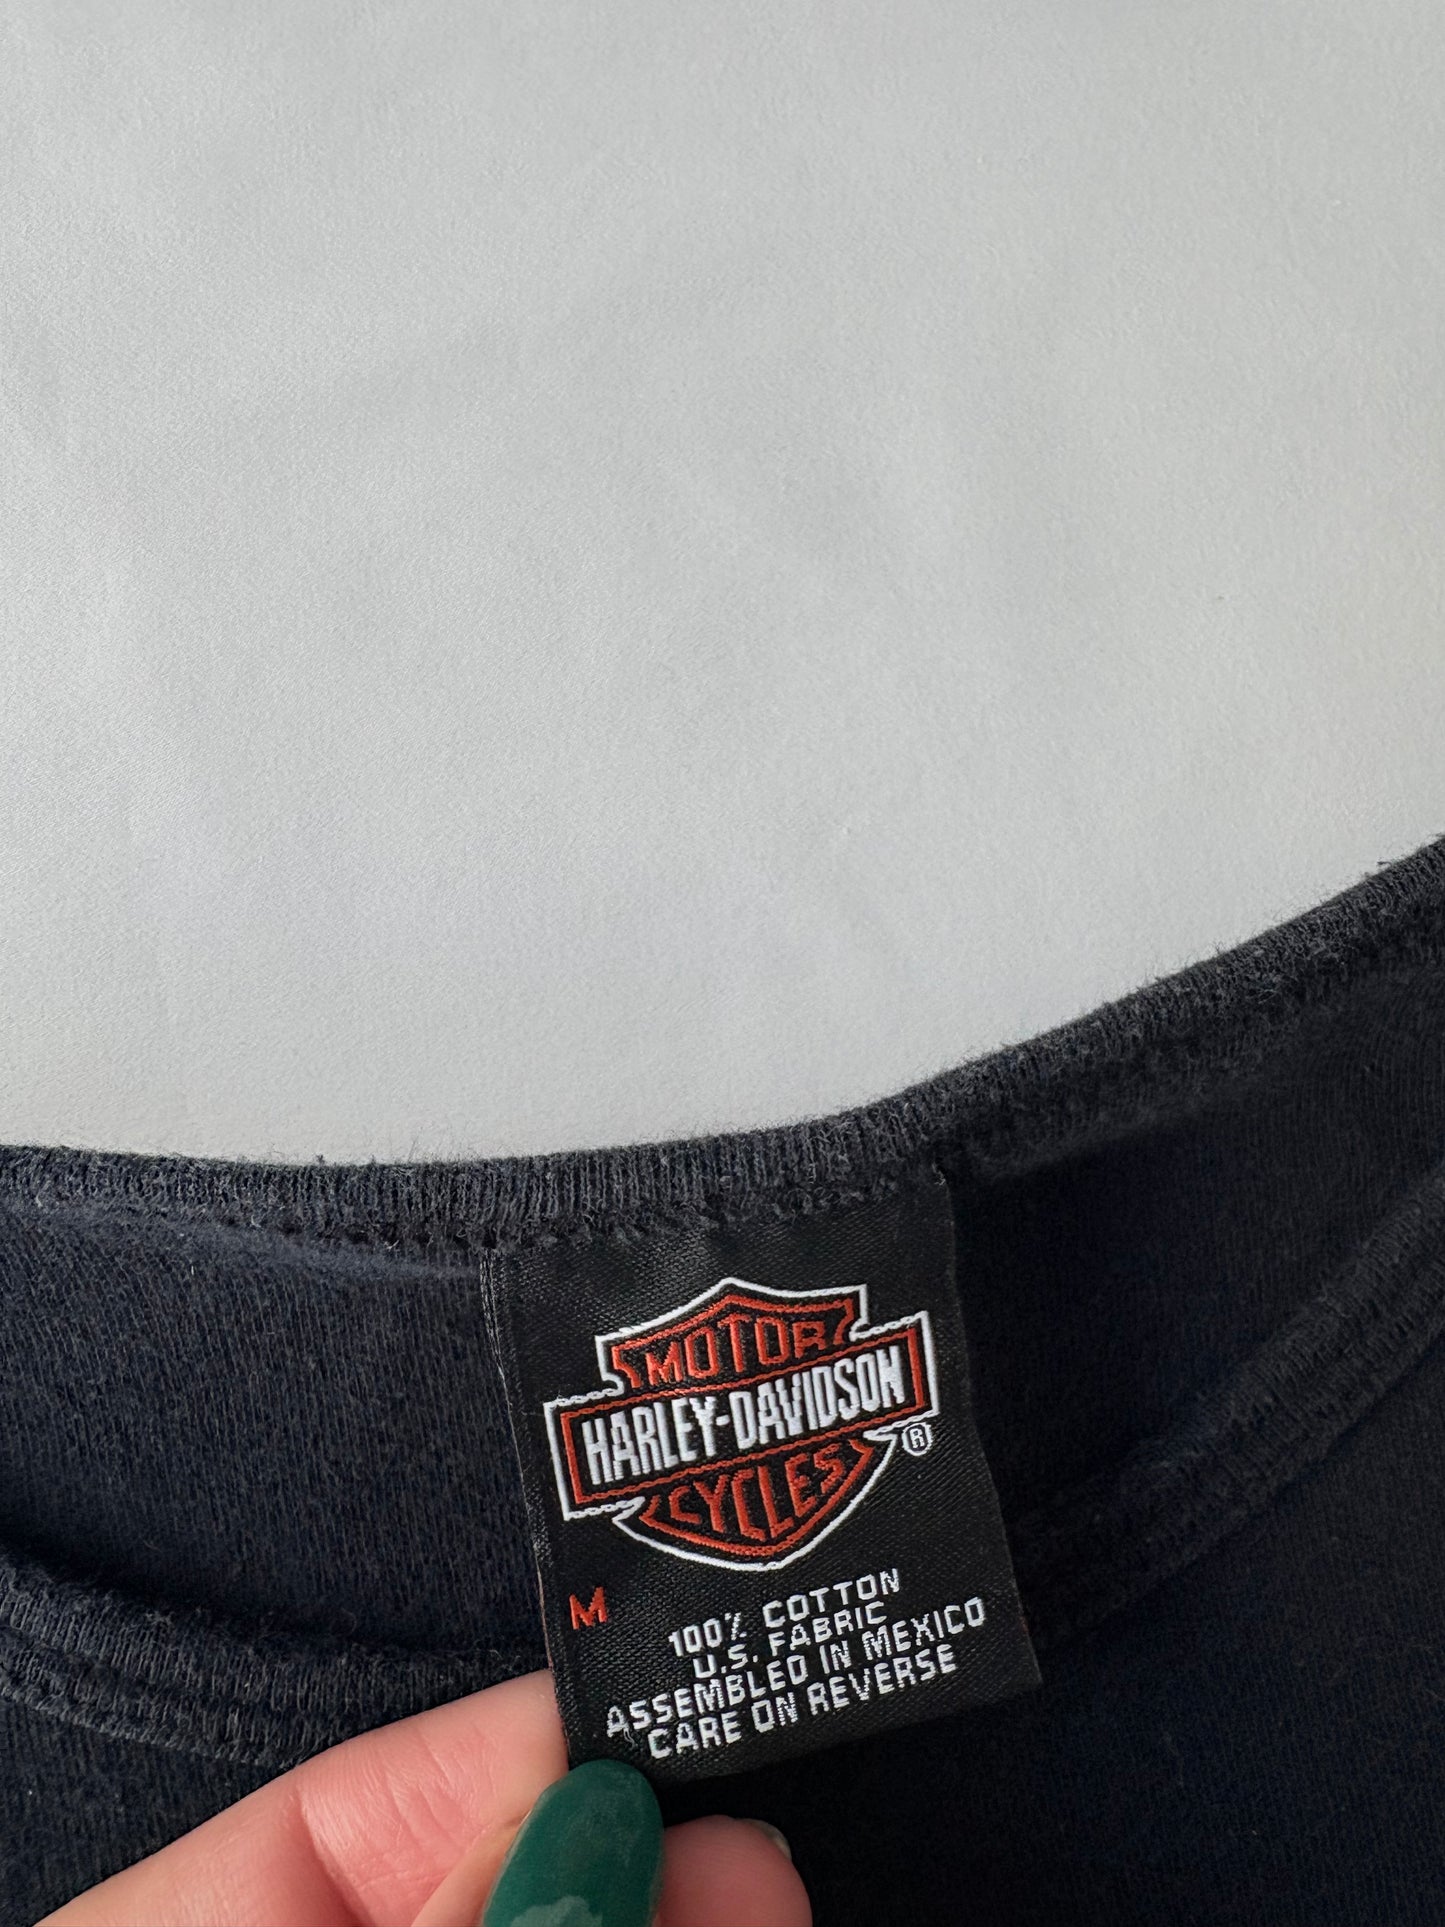 MOTOR
HARLEY-DAVIDSON
CYCLES
®
M
100% COTTON
U.S. FABRIC
ASSEMBLED IN MEXICO
CARE ON REVERSE